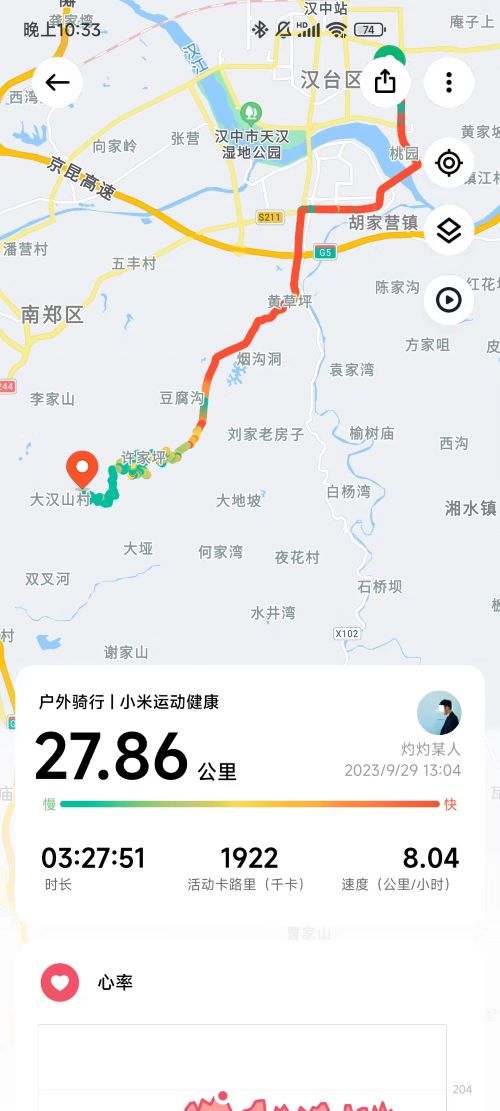 晚上10:33
HD
74
汉中站
龚家塆
庵子上
西湾
汉江
汉台区
向家岭
张营
汉中市天汉
湿地公园
桃园
黄家坡
镇江村
京昆高速
S211
胡家营镇
潘营村
五丰村
G5
陈家沟
红花
南郑区
黄草坪
方家咀
皮
烟沟洞
袁家湾
244
李家山
豆腐沟
刘家老房子
榆树庙
西沟
许家坪
大汉山村
大地坡
白杨湾
湘水镇
大垭
何家湾
夜花村
双叉河
石桥坝
水井湾
村
X102
谢家山
户外骑行 | 小米运动健康
27.86 公里
灼灼某人
2023/9/29 13:04
慢
快
03:27:51
1922
8.04
时长
活动卡路里（千卡）
速度（公里/小时）
曹家山
心率
204